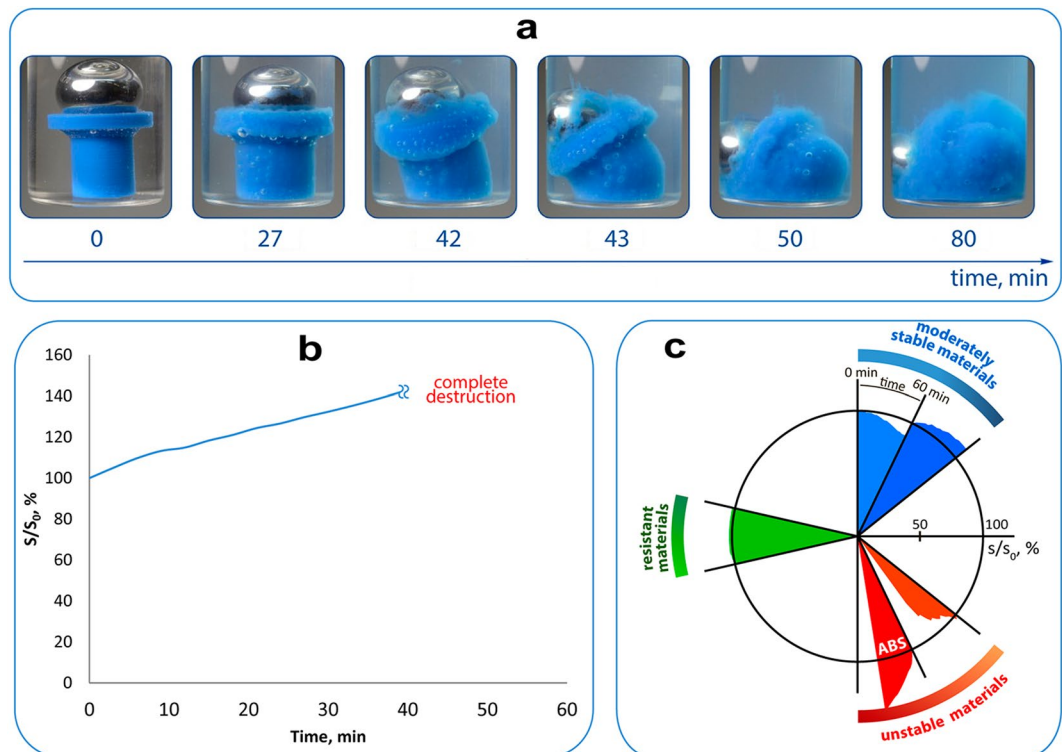 a
0 27 42 43 50 80
time, min
b
160
140
120
100
80
60
40
20
0
S/S₀, %
complete
destruction
0 10 20 30 40 50 60
Time, min
c
moderately
stable materials
0 min
time
60 min
resistant
materials
50 100
s/s₀, %
ABS
unstable materials